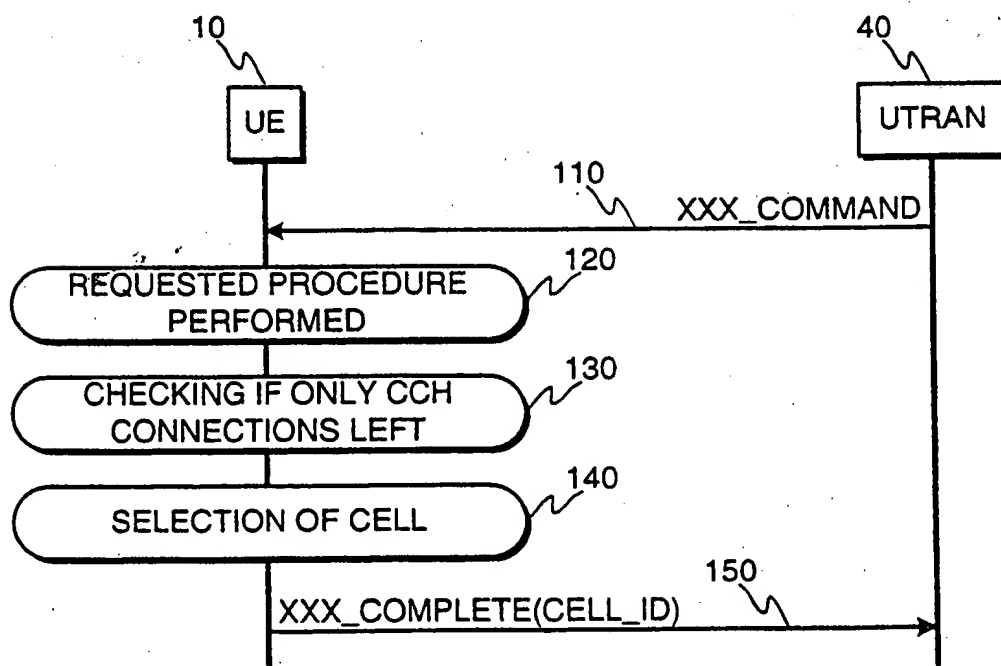 10
40
UE
UTRAN
110
XXX_COMMAND
120
REQUESTED PROCEDURE
PERFORMED
130
CHECKING IF ONLY CCH
CONNECTIONS LEFT
140
SELECTION OF CELL
150
XXX_COMPLETE(CELL_ID)